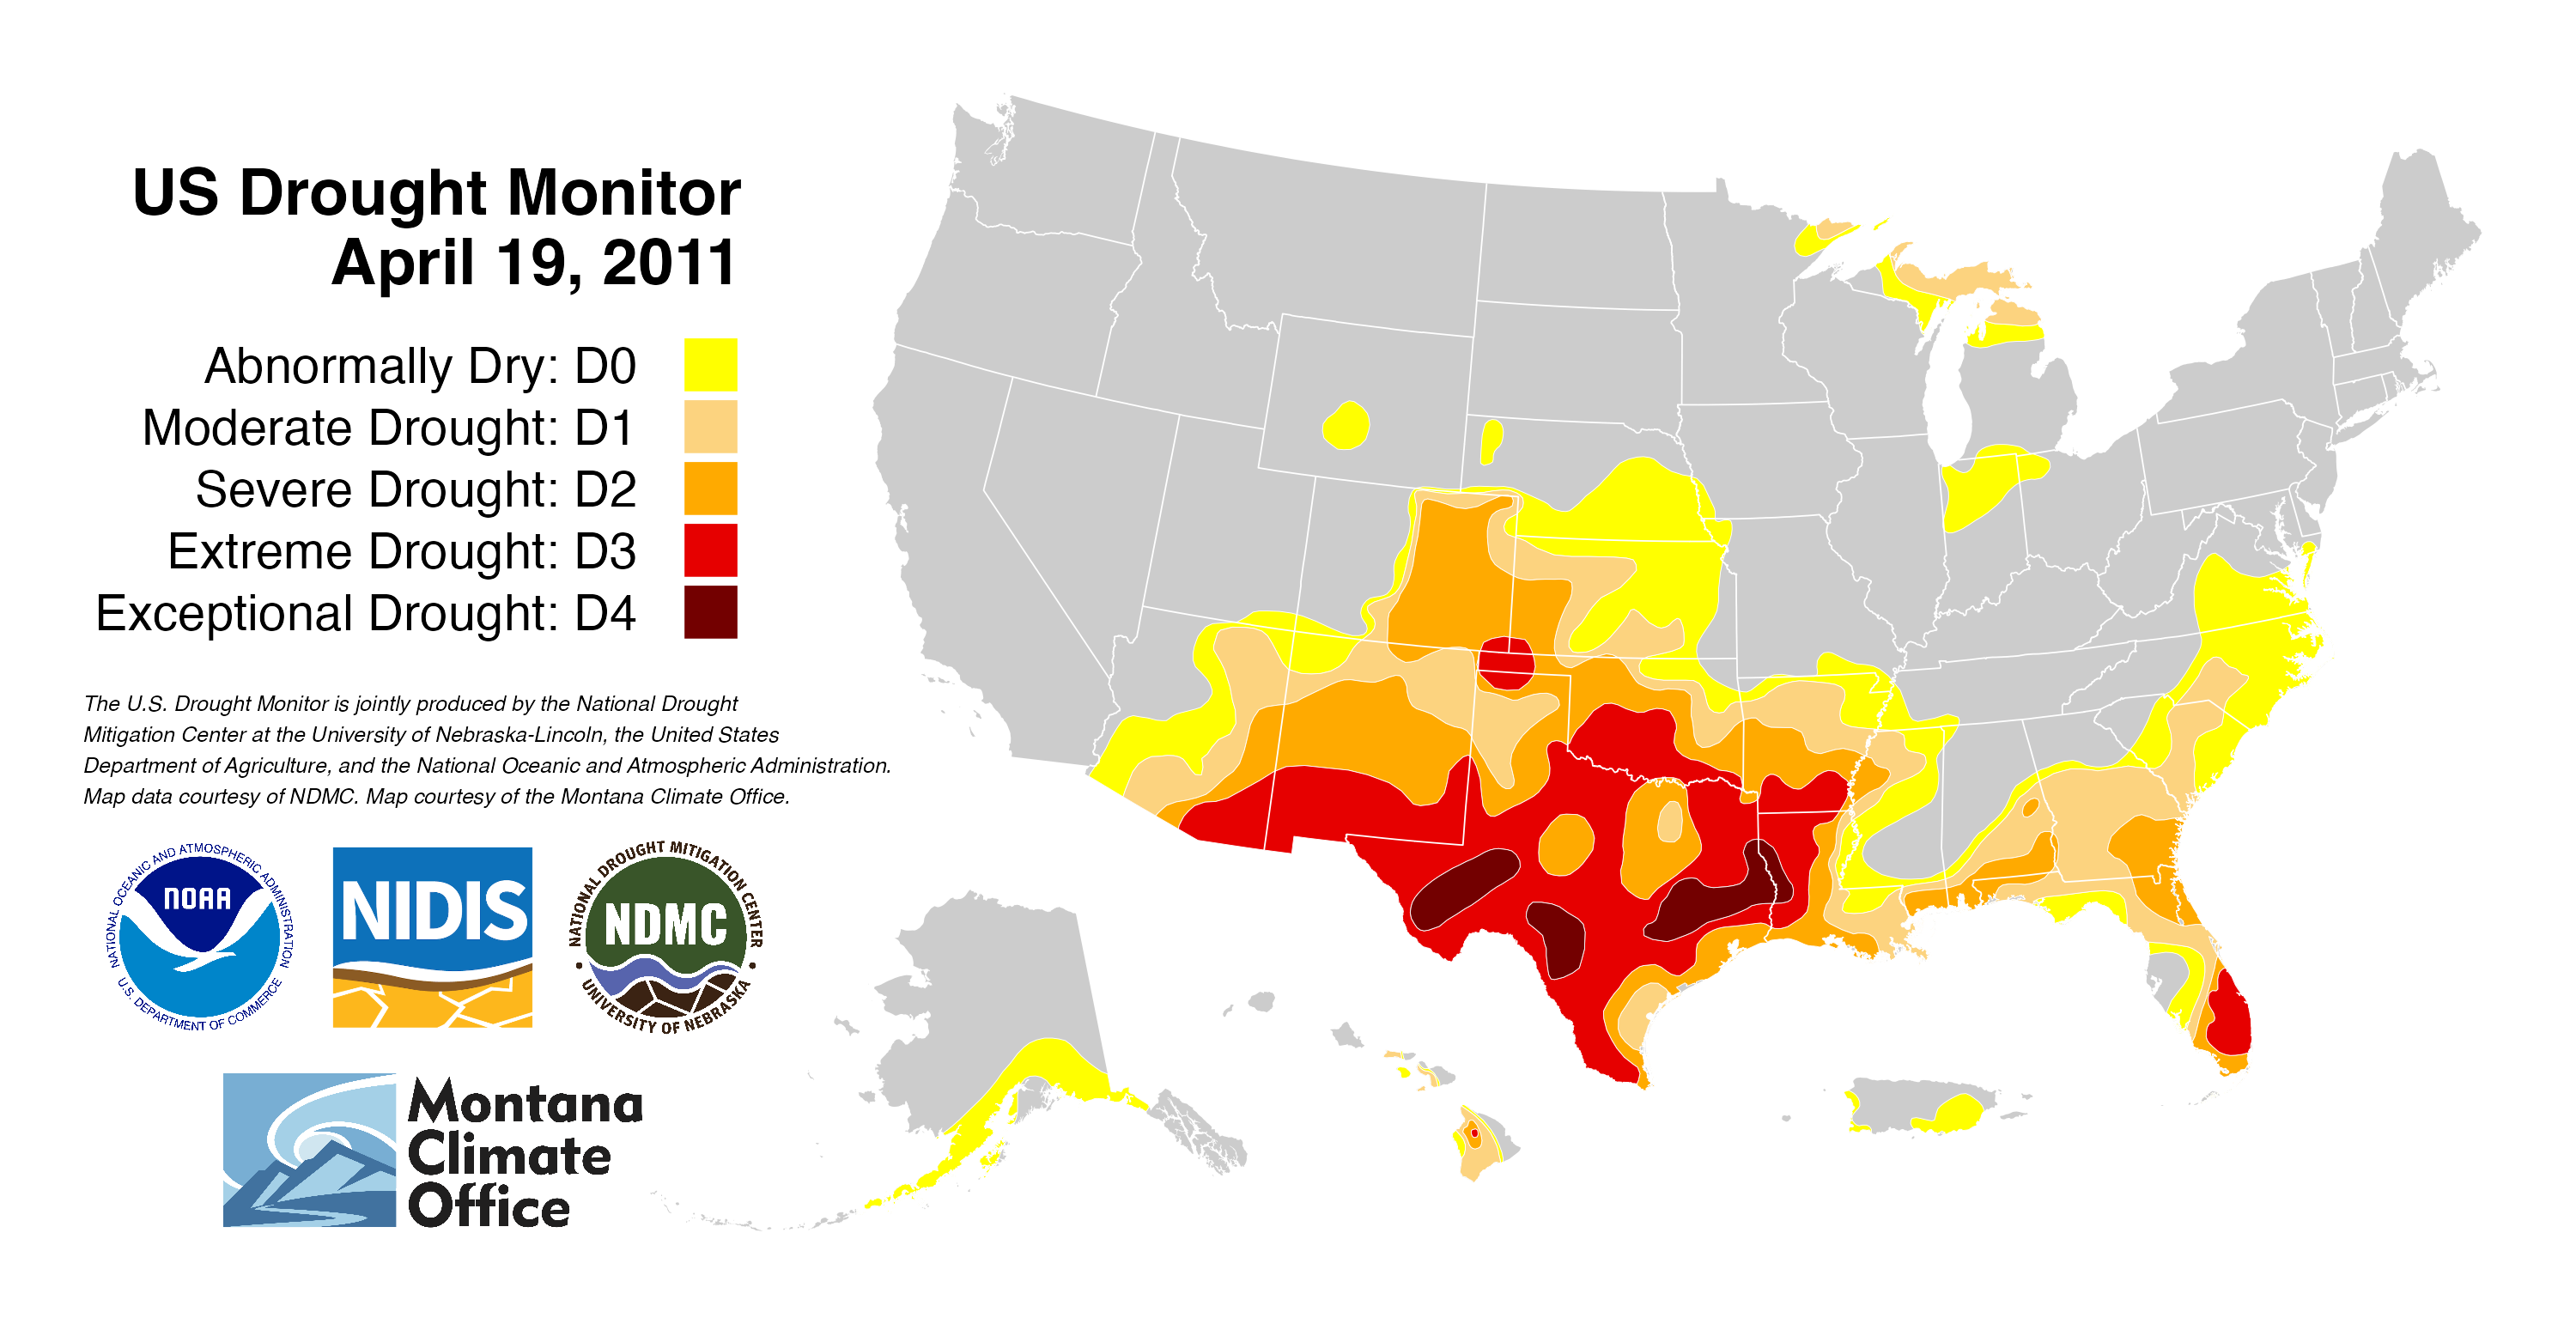 US Drought Monitor
April 19, 2011
Abnormally Dry: D0
Moderate Drought: D1
Severe Drought: D2
Extreme Drought: D3
Exceptional Drought: D4
The U.S. Drought Monitor is jointly produced by the National Drought
Mitigation Center at the University of Nebraska-Lincoln, the United States
Department of Agriculture, and the National Oceanic and Atmospheric Administration.
Map data courtesy of NDMC. Map courtesy of the Montana Climate Office.
NATIONAL OCEANIC AND ATMOSPHERIC ADMINISTRATION
NOAA
U.S. DEPARTMENT OF COMMERCE
NIDIS
NATIONAL DROUGHT MITIGATION CENTER
NDMC
UNIVERSITY OF NEBRASKA
Montana
Climate
Office